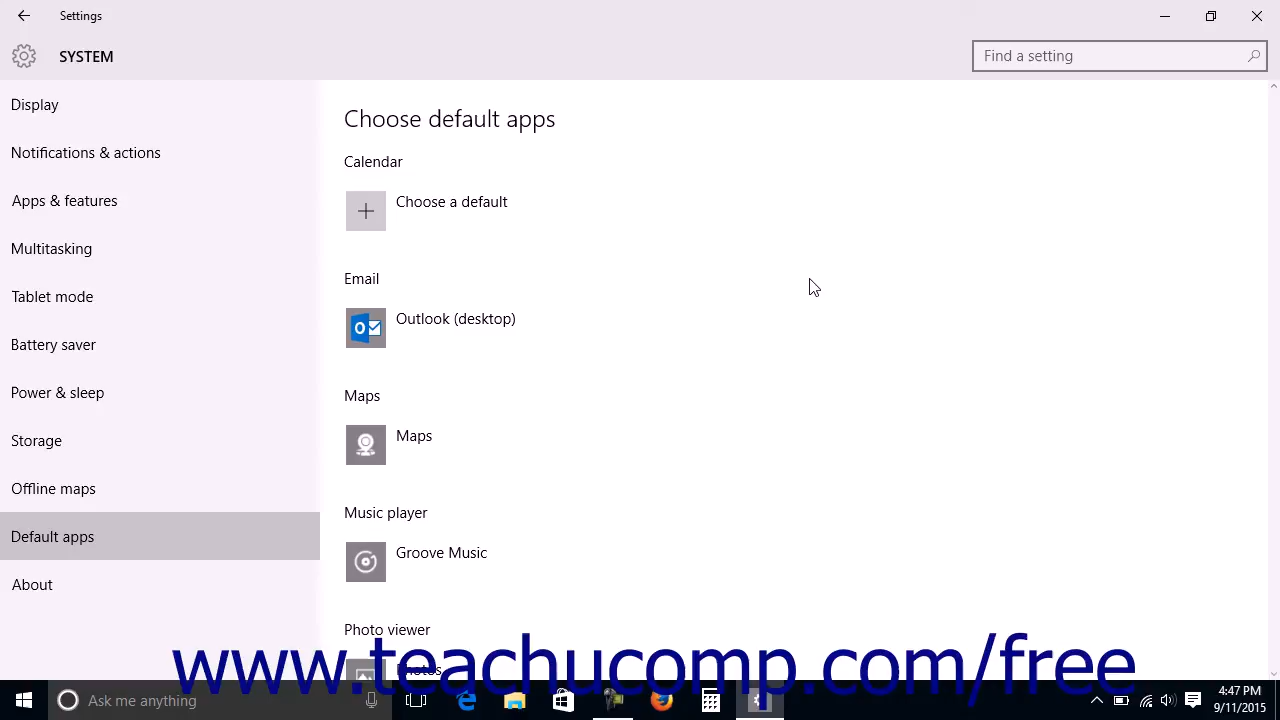 Settings
SYSTEM
Find a setting
Display
Notifications & actions
Apps & features
Multitasking
Tablet mode
Battery saver
Power & sleep
Storage
Offline maps
Default apps
About
Choose default apps
Calendar
Choose a default
Email
Outlook (desktop)
Maps
Maps
Music player
Groove Music
Photo viewer
Photos
www.teachucomp.com/free
Ask me anything
4:47 PM
9/11/2015